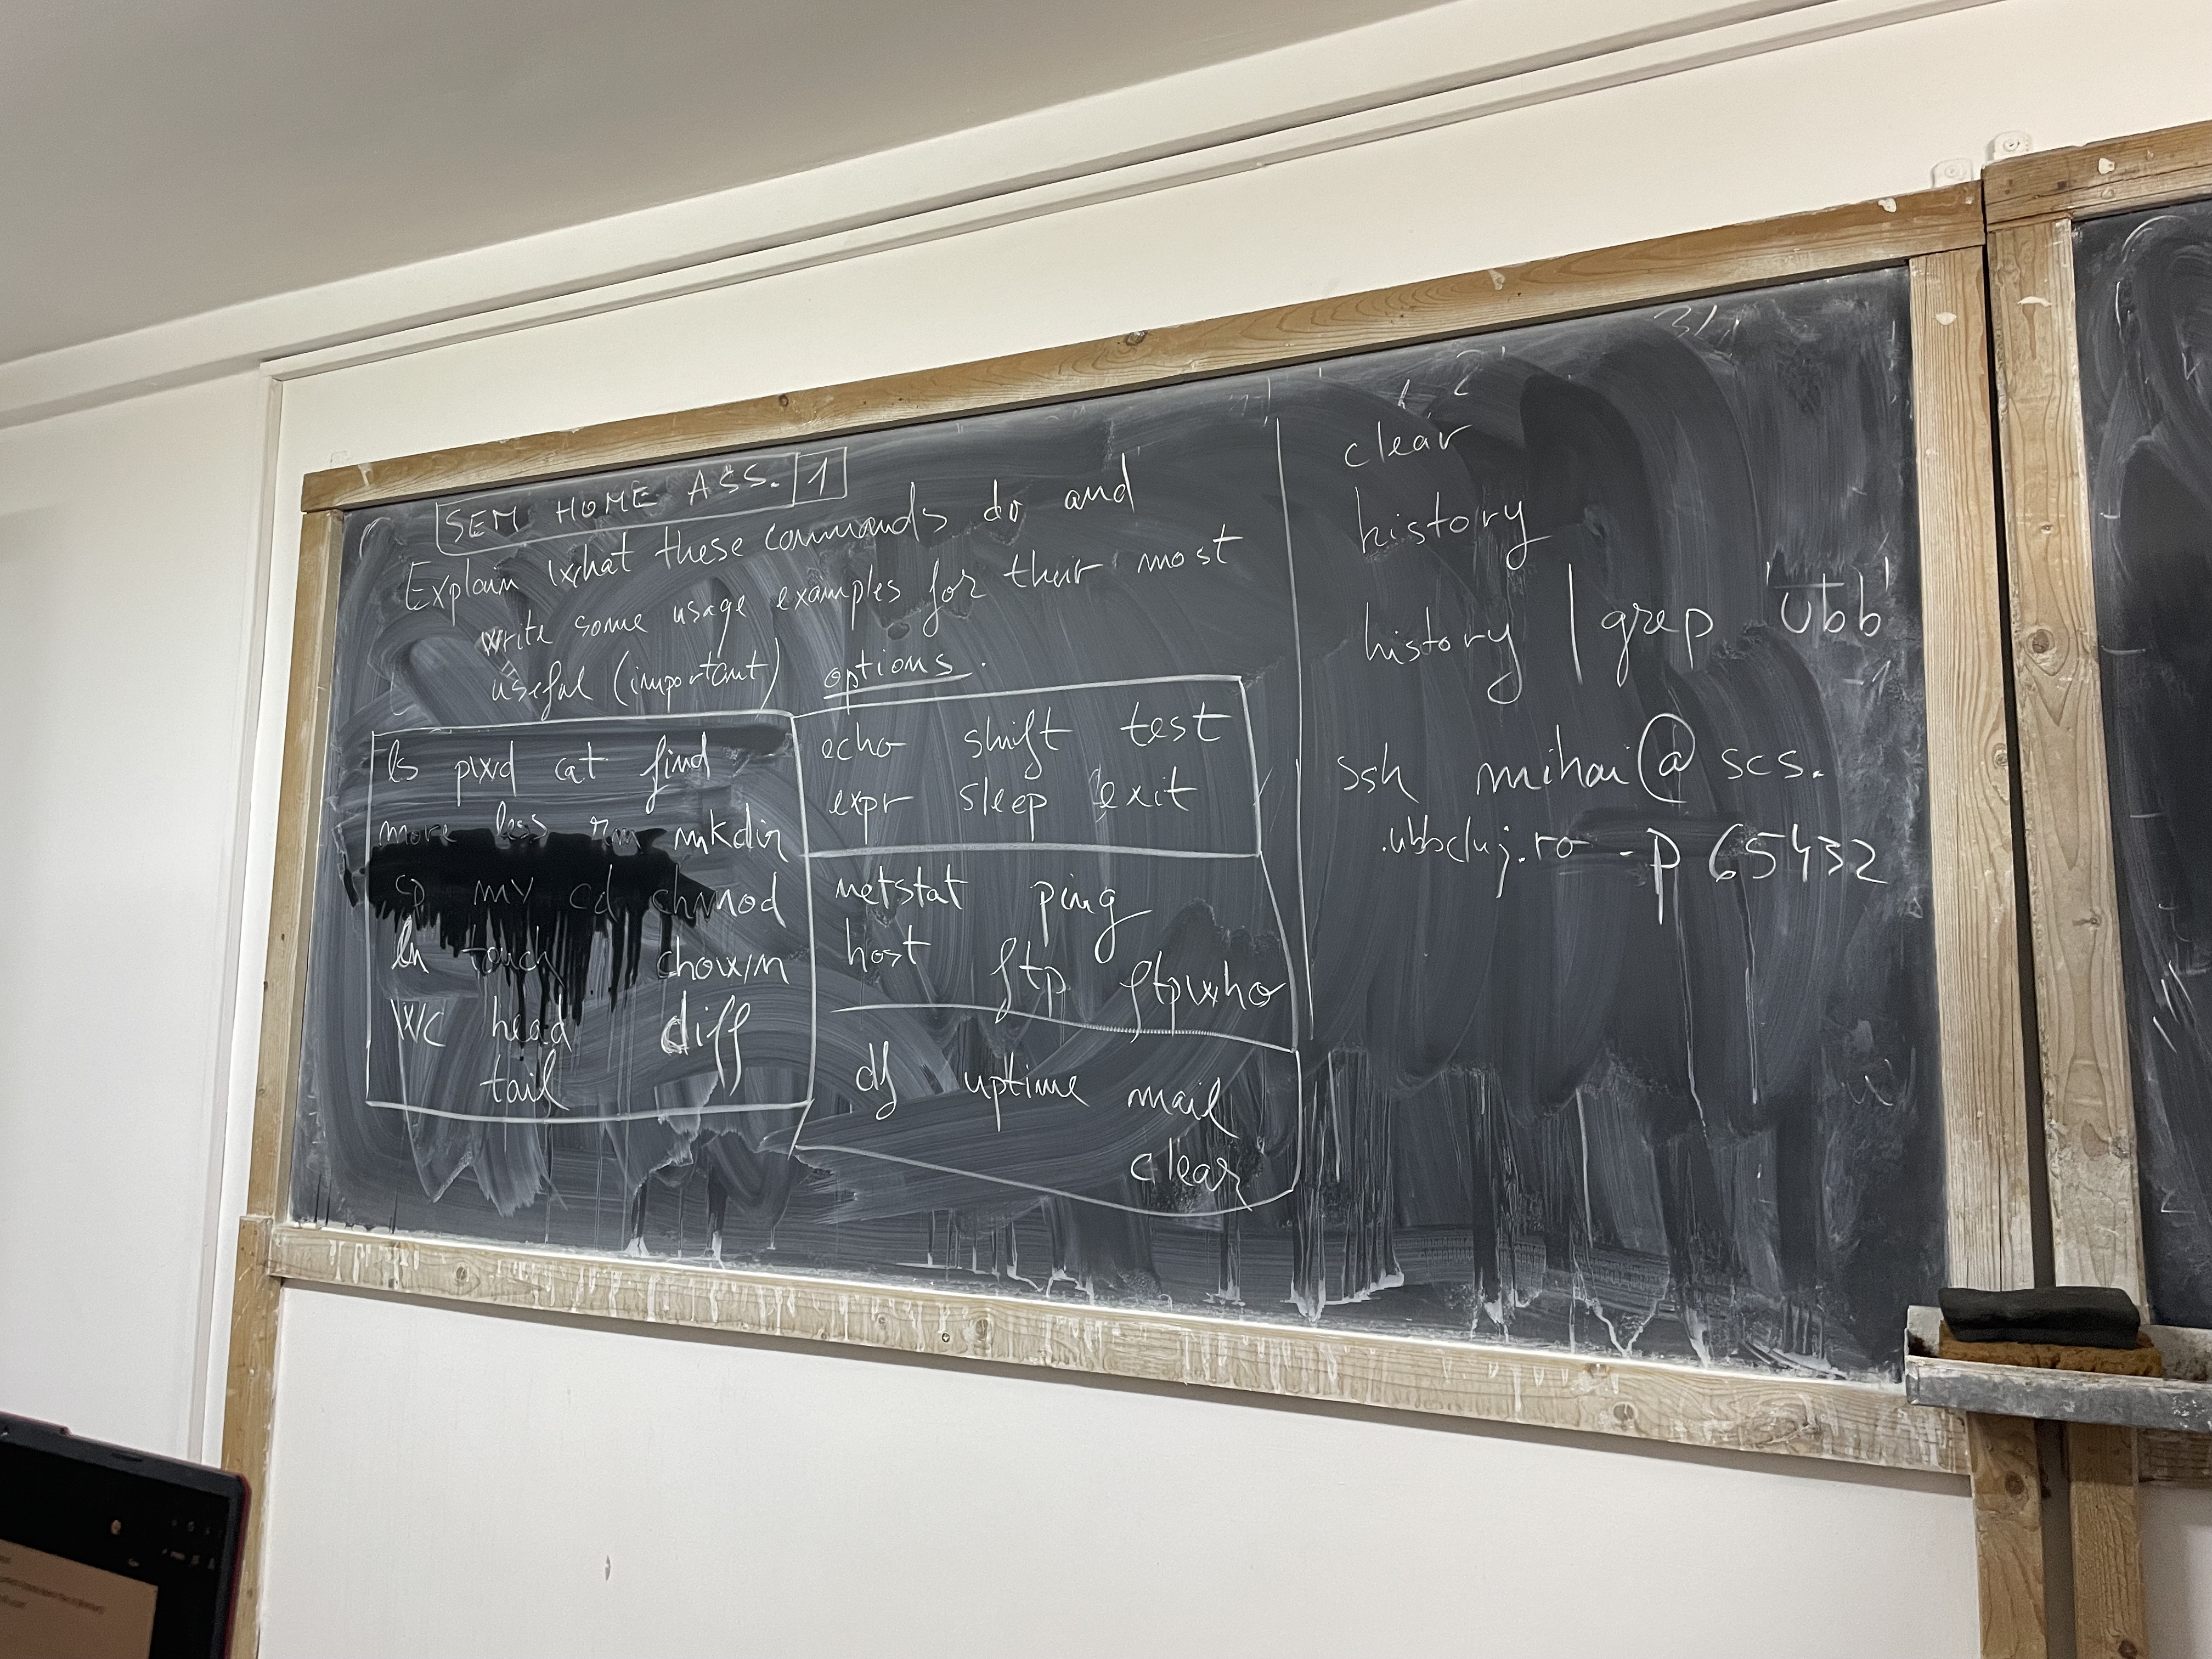 SEM HOME ASS. 1
Explain what these commands do and
write some usage examples for their most
useful (important) options.
ls pwd cat find
more less rm mkdir
cp mv cd chmod
ln touch chown
wc head diff
tail
echo shift test
expr sleep exit
netstat ping
host ftp ftpwho
df uptime mail
clear
clear
history
history | grep 'ubb'
ssh mihai@scs.
.ubbcluj.ro -p 65432